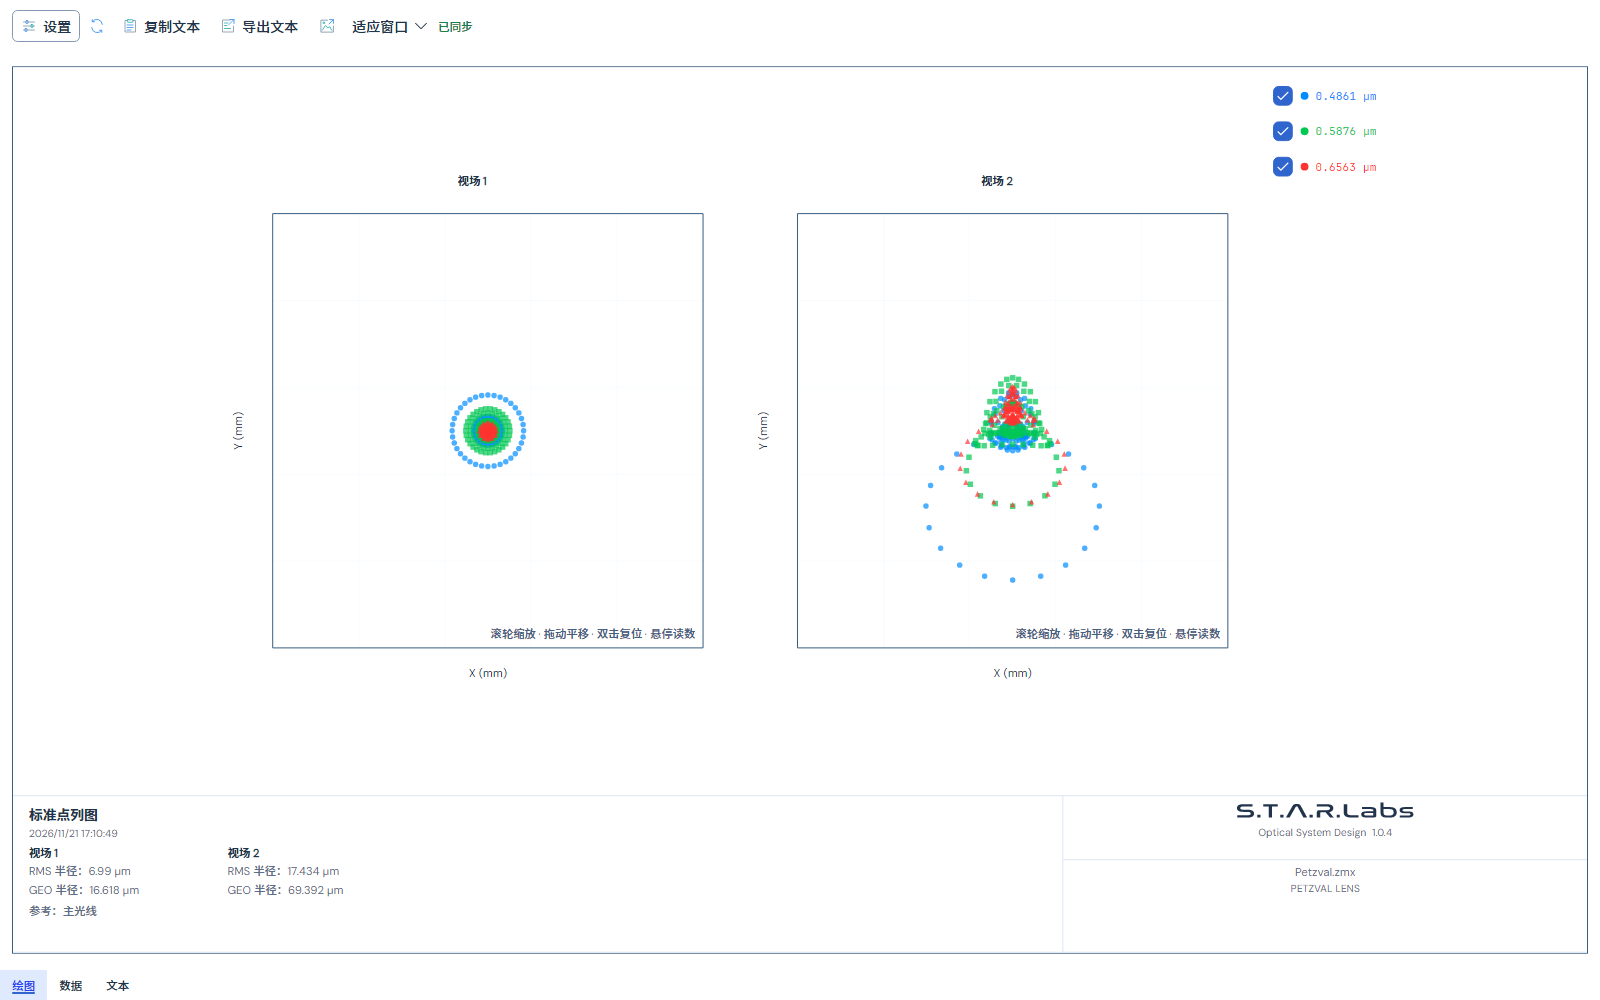 设置 复制文本 导出文本 适应窗口 已同步
0.4861 μm
0.5876 μm
0.6563 μm
视场 1
Y (mm)
滚轮缩放 · 拖动平移 · 双击复位 · 悬停读数
X (mm)
视场 2
Y (mm)
滚轮缩放 · 拖动平移 · 双击复位 · 悬停读数
X (mm)
标准点列图
2026/11/21 17:10:49
视场 1
RMS 半径：6.99 μm
GEO 半径：16.618 μm
视场 2
RMS 半径：17.434 μm
GEO 半径：69.392 μm
参考：主光线
S.T.A.R.Labs
Optical System Design 1.0.4
Petzval.zmx
PETZVAL LENS
绘图 数据 文本